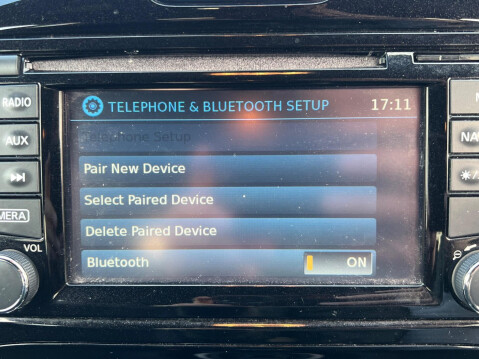 TELEPHONE & BLUETOOTH SETUP 17:11
RADIO
Telephone Setup
AUX
Pair New Device
Select Paired Device
MERA
Delete Paired Device
VOL
Bluetooth ON